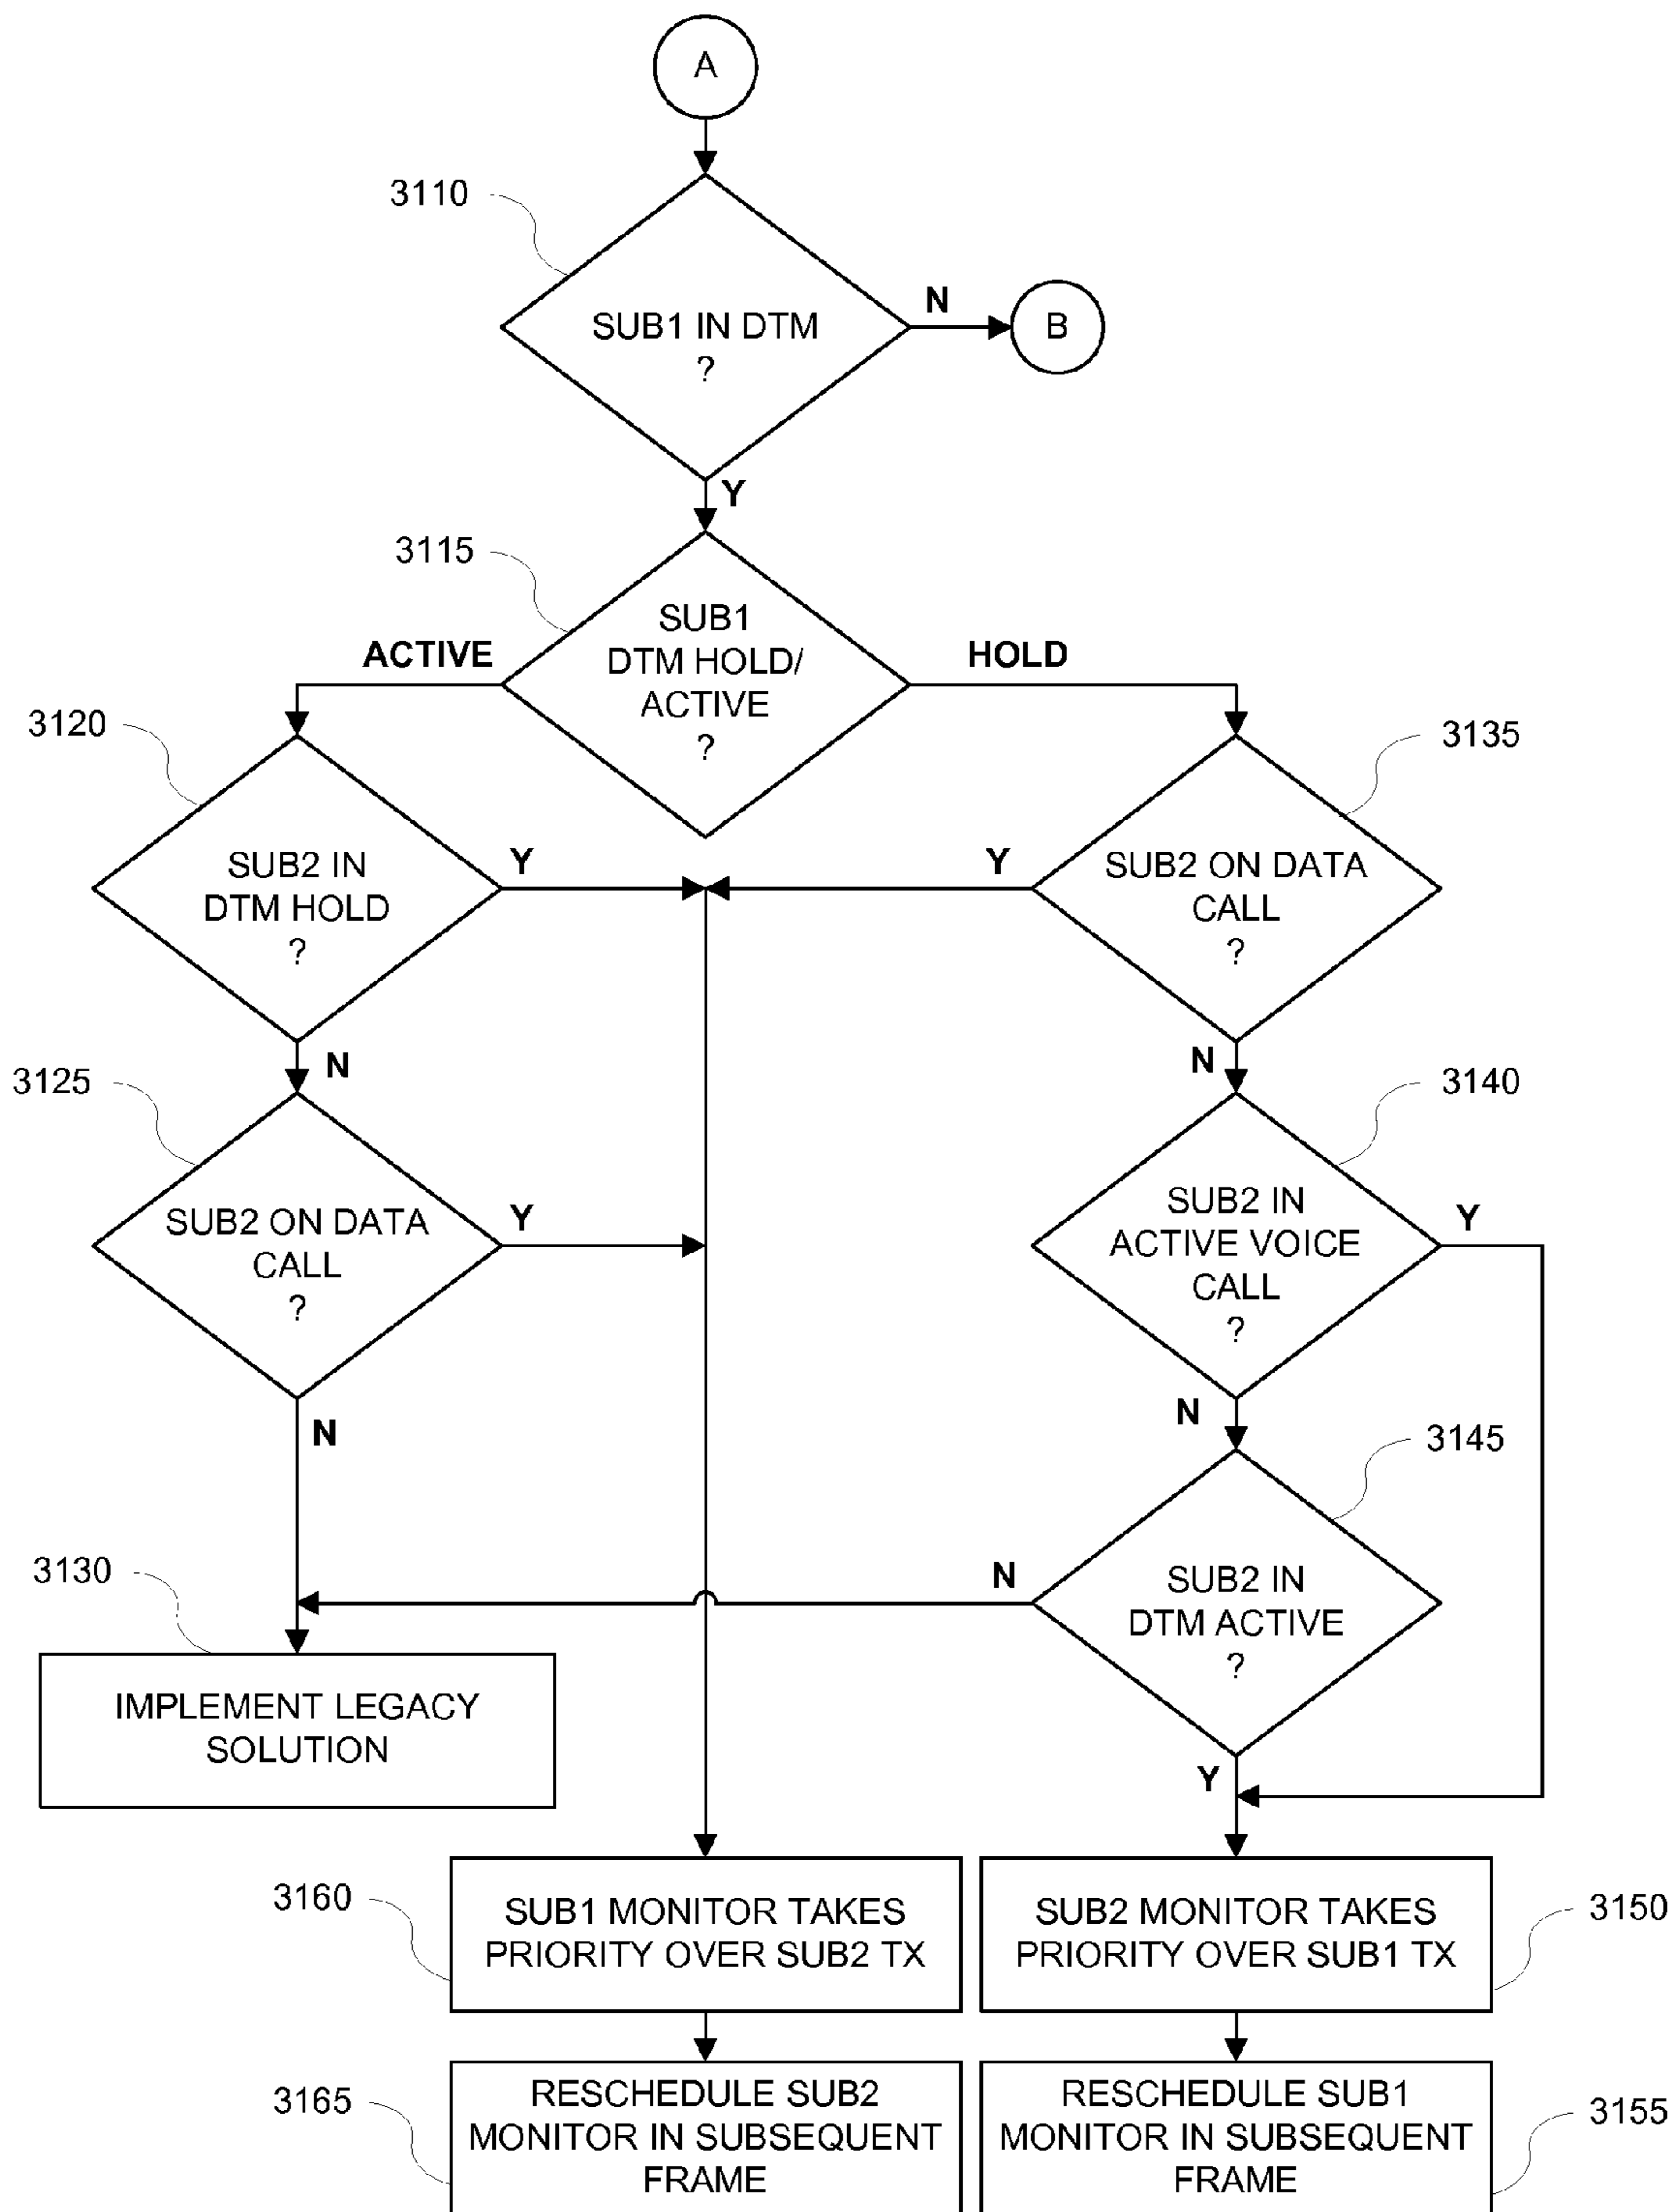 A
3110
SUB1 IN DTM
?
N
B
Y
3115
SUB1
DTM HOLD/
ACTIVE
?
ACTIVE
HOLD
3120
SUB2 IN
DTM HOLD
?
Y
3135
SUB2 ON DATA
CALL
?
Y
N
N
3125
SUB2 ON DATA
CALL
?
Y
3140
SUB2 IN
ACTIVE VOICE
CALL
?
Y
N
N
3145
SUB2 IN
DTM ACTIVE
?
N
Y
3130
IMPLEMENT LEGACY
SOLUTION
3160
SUB1 MONITOR TAKES
PRIORITY OVER SUB2 TX
SUB2 MONITOR TAKES
PRIORITY OVER SUB1 TX
3150
3165
RESCHEDULE SUB2
MONITOR IN SUBSEQUENT
FRAME
RESCHEDULE SUB1
MONITOR IN SUBSEQUENT
FRAME
3155